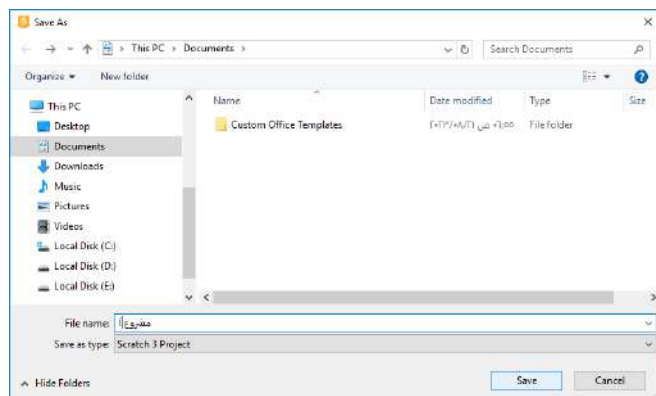 Save As
This PC > Documents >
Search Documents
Organize
New folder
Name
Date modified
Type
Size
This PC
Desktop
Documents
Downloads
Music
Pictures
Videos
Local Disk (C:)
Local Disk (D:)
Local Disk (E:)
Custom Office Templates
File folder
File name:
مشروع١
Save as type:
Scratch 3 Project
Hide Folders
Save
Cancel